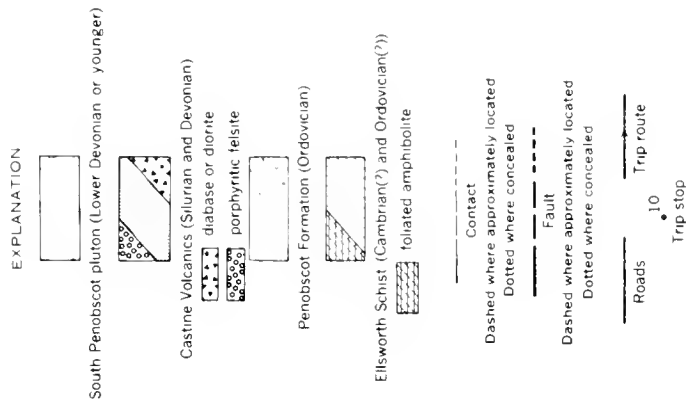 EXPLANATION
South Penobscot pluton (Lower Devonian or younger)
Castine Volcanics (Silurian and Devonian)
diabase or diorite
porphyritic felsite
Penobscot Formation (Ordovician)
Ellsworth Schist (Cambrian(?) and Ordovician(?))
foliated amphibolite
Contact
Dashed where approximately located
Dotted where concealed
Fault
Dashed where approximately located
Dotted where concealed
Roads
Trip route
10
Trip stop